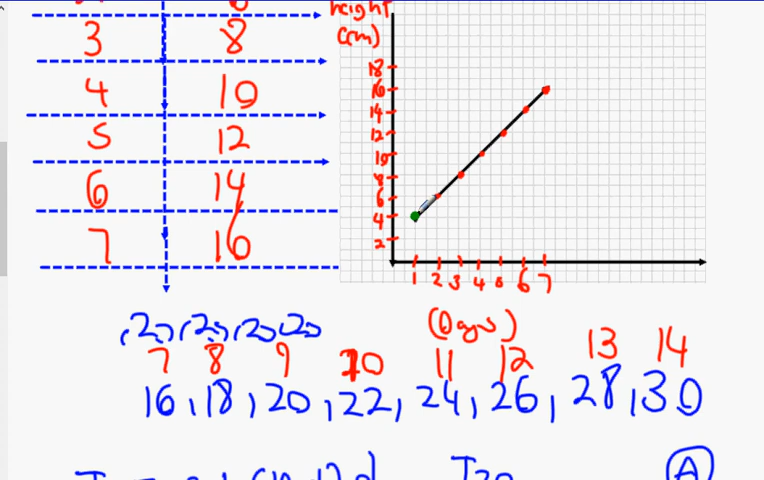 height
(cm)
3 8
4 10
5 12
6 14
7 16
18
16
14
12
10
8
6
4
2
1 2 3 4 5 6 7
(Days)
7 8 9 10 11 12 13 14
16, 18, 20, 22, 24, 26, 28, 30
A